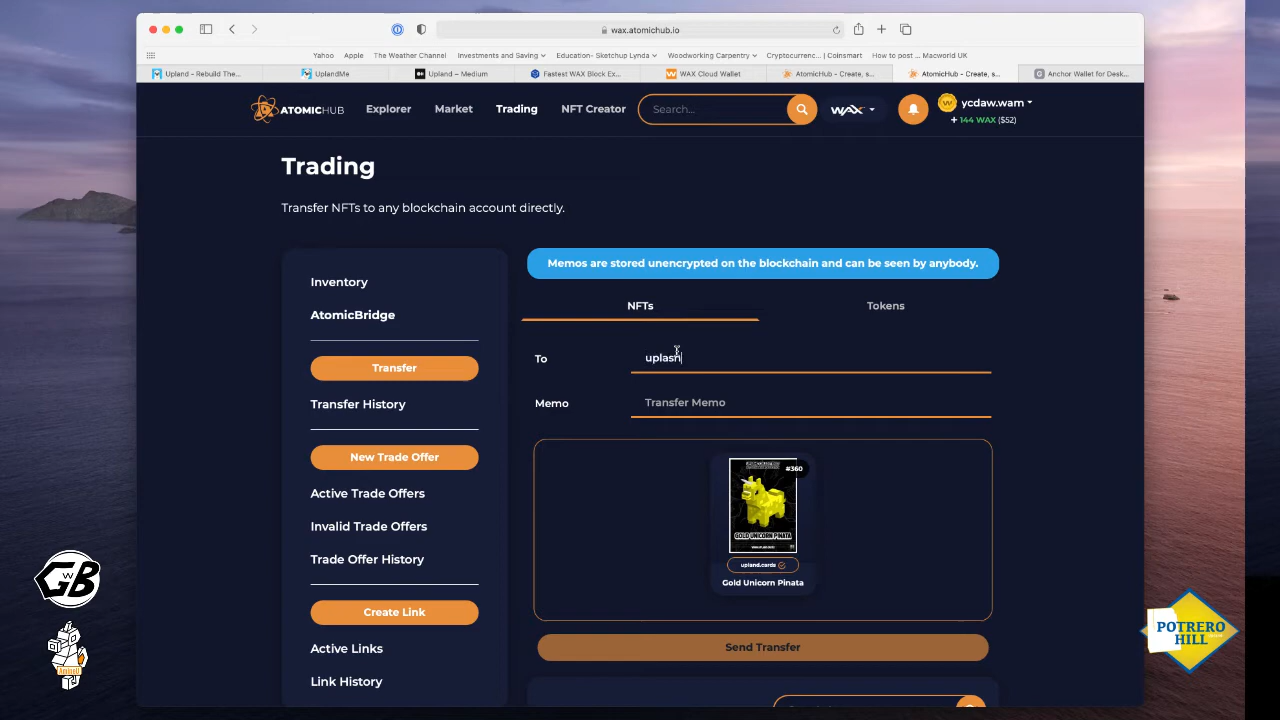 wax.atomichub.io
Yahoo Apple The Weather Channel Investments and Saving Education- Sketchup Lynda Woodworking Carpentry Cryptocurrenc... | Coinsmart How to post ... Macworld UK
Upland - Rebuild The... UplandMe Upland – Medium Fastest WAX Block Ex... WAX Cloud Wallet AtomicHub - Create, s... AtomicHub - Create, s... Anchor Wallet for Desk...
ATOMICHUB Explorer Market Trading NFT Creator Search... WAX ycdaw.wam
+ 144 WAX ($52)
Trading
Transfer NFTs to any blockchain account directly.
Inventory
AtomicBridge
Transfer
Transfer History
New Trade Offer
Active Trade Offers
Invalid Trade Offers
Trade Offer History
Create Link
Active Links
Link History
Memos are stored unencrypted on the blockchain and can be seen by anybody.
NFTs Tokens
To uplasn
Memo Transfer Memo
#360
GOLD UNICORN PINATA
upland.cards
Gold Unicorn Pinata
Send Transfer
GWB
POTRERO
HILL